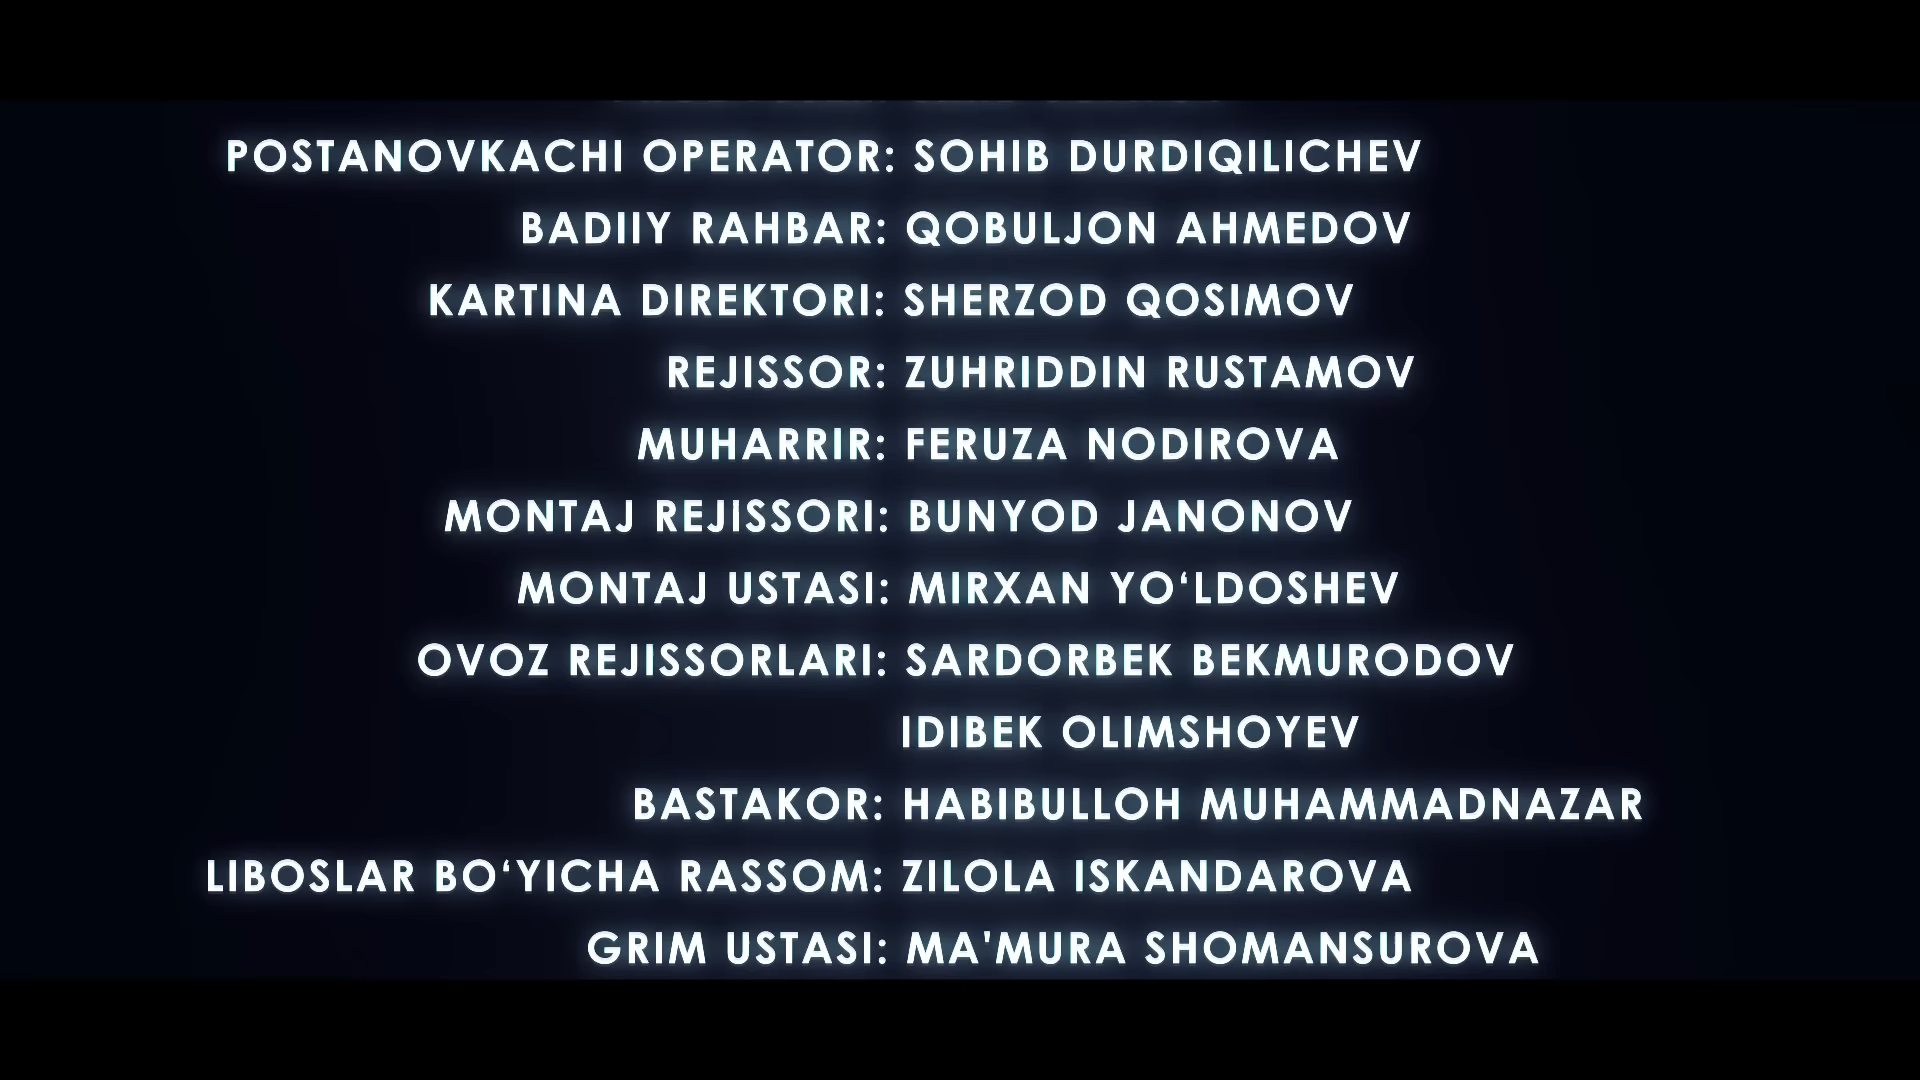 POSTANOVKACHI OPERATOR: SOHIB DURDIQILICHEV
BADIIY RAHBAR: QOBULJON AHMEDOV
KARTINA DIREKTORI: SHERZOD QOSIMOV
REJISSOR: ZUHRIDDIN RUSTAMOV
MUHARRIR: FERUZA NODIROVA
MONTAJ REJISSORI: BUNYOD JANONOV
MONTAJ USTASI: MIRXAN YO‘LDOSHEV
OVOZ REJISSORLARI: SARDORBEK BEKMURODOV
IDIBEK OLIMSHOYEV
BASTAKOR: HABIBULLOH MUHAMMADNAZAR
LIBOSLAR BO‘YICHA RASSOM: ZILOLA ISKANDAROVA
GRIM USTASI: MA'MURA SHOMANSUROVA